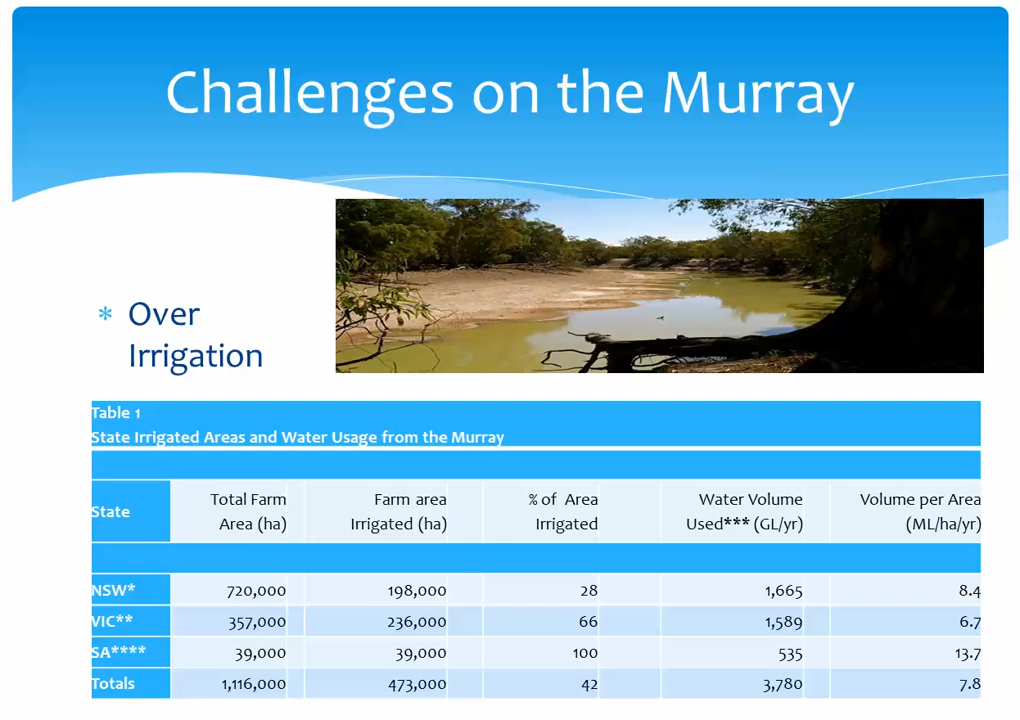 Challenges on the Murray
* Over
Irrigation
Table 1
State Irrigated Areas and Water Usage from the Murray
State Total Farm Area (ha) Farm area Irrigated (ha) % of Area Irrigated Water Volume Used*** (GL/yr) Volume per Area (ML/ha/yr)
NSW* 720,000 198,000 28 1,665 8.4
VIC** 357,000 236,000 66 1,589 6.7
SA**** 39,000 39,000 100 535 13.7
Totals 1,116,000 473,000 42 3,780 7.8